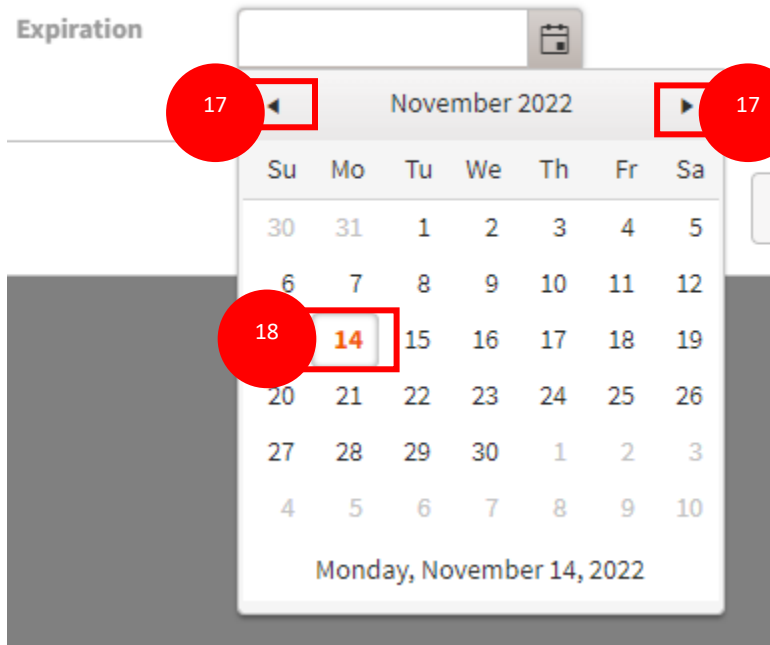 Expiration
17 November 2022 17
Su Mo Tu We Th Fr Sa
30 31 1 2 3 4 5
6 7 8 9 10 11 12
18 14 15 16 17 18 19
20 21 22 23 24 25 26
27 28 29 30 1 2 3
4 5 6 7 8 9 10
Monday, November 14, 2022